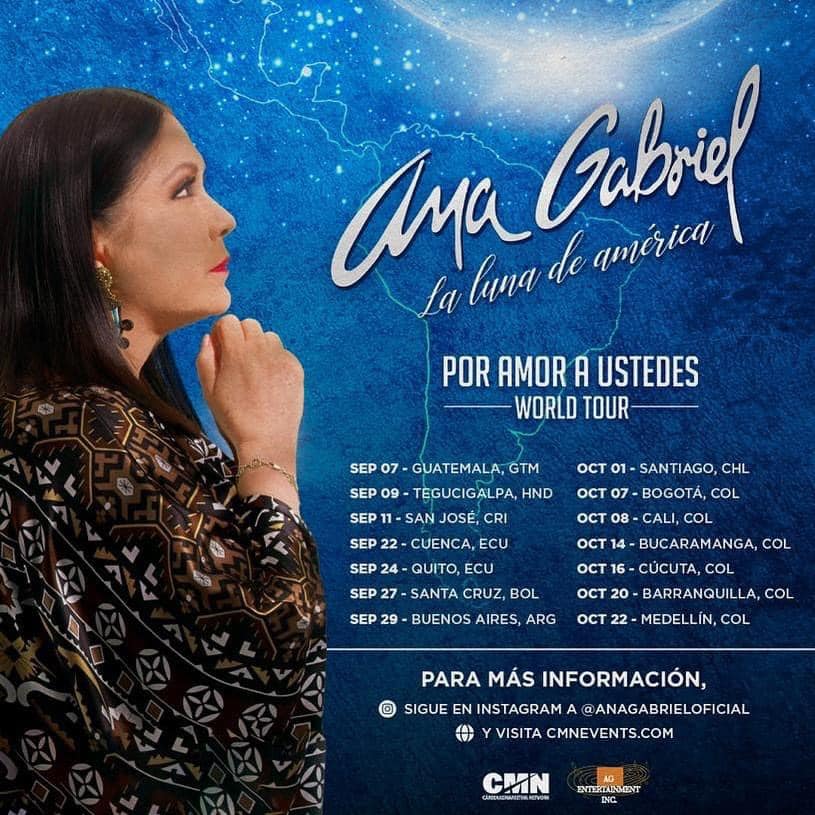 Ana Gabriel
La luna de américa
POR AMOR A USTEDES
WORLD TOUR
SEP 07 - GUATEMALA, GTM
SEP 09 - TEGUCIGALPA, HND
SEP 11 - SAN JOSÉ, CRI
SEP 22 - CUENCA, ECU
SEP 24 - QUITO, ECU
SEP 27 - SANTA CRUZ, BOL
SEP 29 - BUENOS AIRES, ARG
OCT 01 - SANTIAGO, CHL
OCT 07 - BOGOTÁ, COL
OCT 08 - CALI, COL
OCT 14 - BUCARAMANGA, COL
OCT 16 - CÚCUTA, COL
OCT 20 - BARRANQUILLA, COL
OCT 22 - MEDELLÍN, COL
PARA MÁS INFORMACIÓN,
SIGUE EN INSTAGRAM A @ANAGABRIELOFICIAL
Y VISITA CMNEVENTS.COM
CMN
CÁRDENAS MARKETING NETWORK
AG
ENTERTAINMENT
INC.